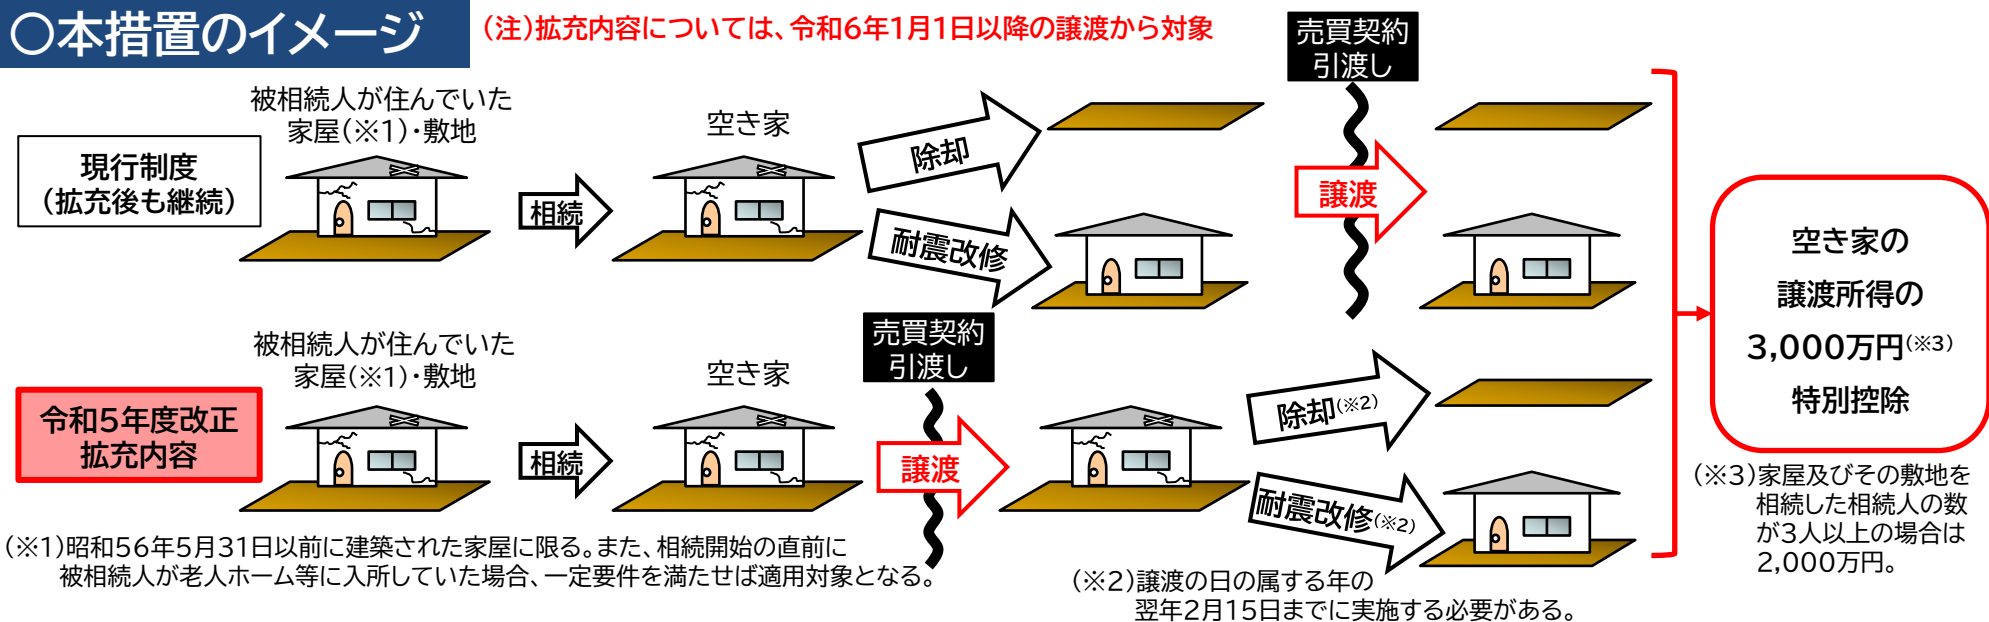 ○本措置のイメージ
(注)拡充内容については、令和6年1月1日以降の譲渡から対象
売買契約
引渡し
被相続人が住んでいた
家屋(※1)・敷地
空き家
現行制度
(拡充後も継続)
相続
除却
耐震改修
譲渡
空き家の
譲渡所得の
3,000万円(※3)
特別控除
売買契約
引渡し
被相続人が住んでいた
家屋(※1)・敷地
空き家
令和5年度改正
拡充内容
相続
譲渡
除却(※2)
耐震改修(※2)
(※3)家屋及びその敷地を
相続した相続人の数
が3人以上の場合は
2,000万円。
(※1)昭和56年5月31日以前に建築された家屋に限る。また、相続開始の直前に
被相続人が老人ホーム等に入所していた場合、一定要件を満たせば適用対象となる。
(※2)譲渡の日の属する年の
翌年2月15日までに実施する必要がある。